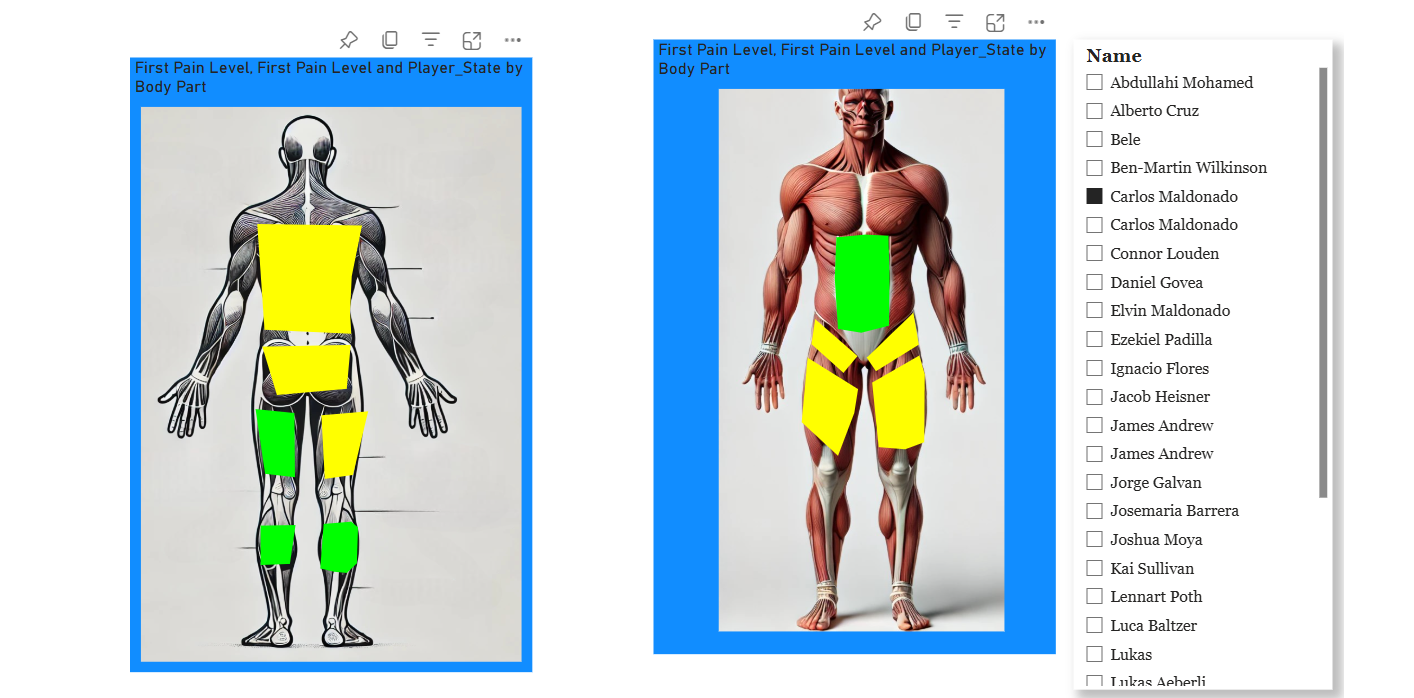 First Pain Level, First Pain Level and Player_State by
Body Part
First Pain Level, First Pain Level and Player_State by
Body Part
Name
Abdullahi Mohamed
Alberto Cruz
Bele
Ben-Martin Wilkinson
Carlos Maldonado
Carlos Maldonado
Connor Louden
Daniel Govea
Elvin Maldonado
Ezekiel Padilla
Ignacio Flores
Jacob Heisner
James Andrew
James Andrew
Jorge Galvan
Josemaria Barrera
Joshua Moya
Kai Sullivan
Lennart Poth
Luca Baltzer
Lukas
Lukas Aeberli